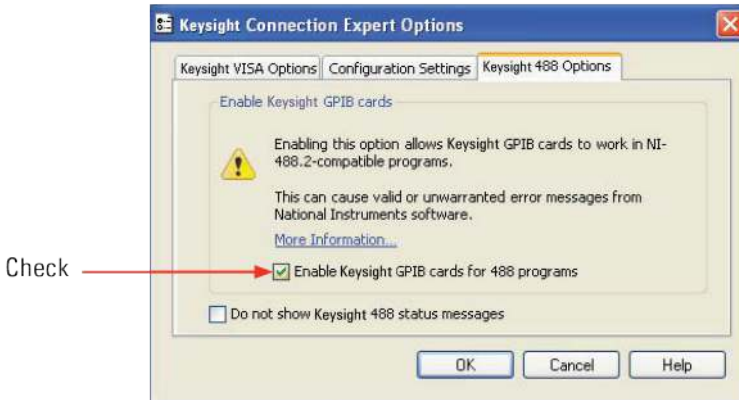 Keysight Connection Expert Options
Keysight VISA Options Configuration Settings Keysight 488 Options
Enable Keysight GPIB cards
Enabling this option allows Keysight GPIB cards to work in NI-
488.2-compatible programs.
This can cause valid or unwarranted error messages from
National Instruments software.
More Information...
Check
Enable Keysight GPIB cards for 488 programs
Do not show Keysight 488 status messages
OK Cancel Help